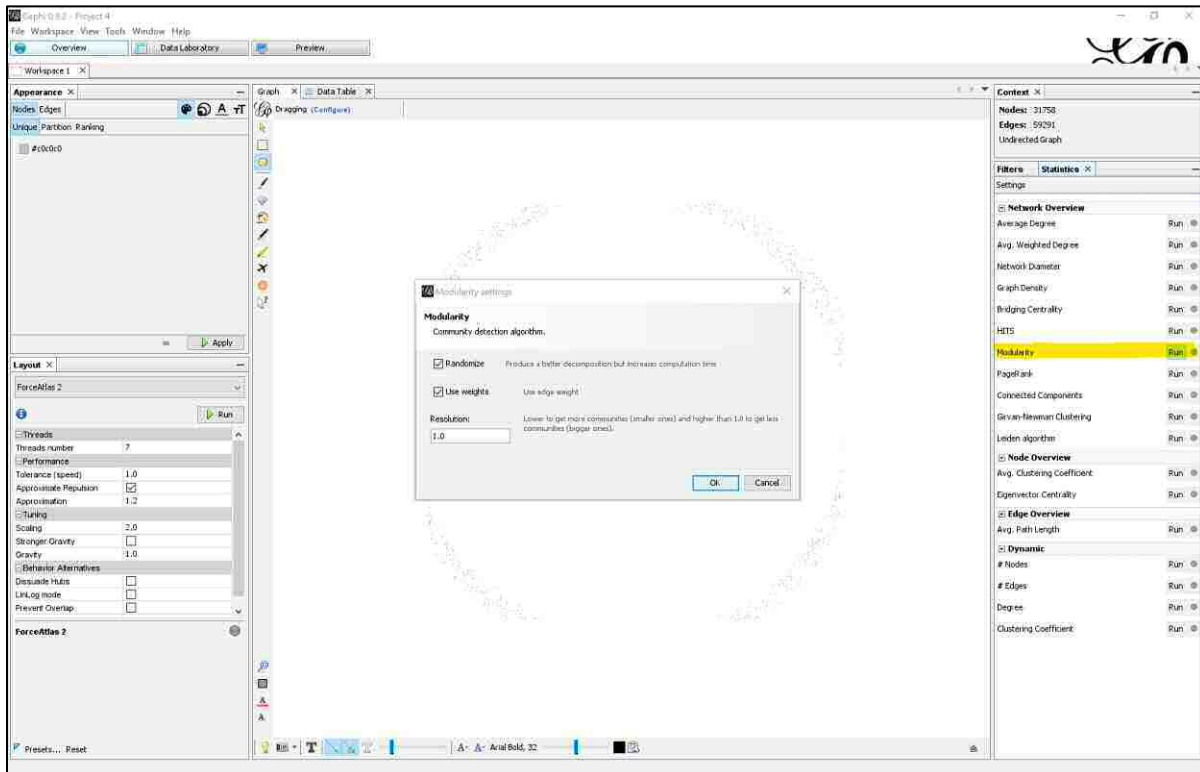 Gephi 0.9.2 - Project 4
File Workspace View Tools Window Help
Overview Data Laboratory Preview
Workspace 1
Appearance
Nodes Edges
Unique Partition Ranking
#c0c0c0
Apply
Layout
ForceAtlas 2
Run
Threads
Threads number 7
Performance
Tolerance (speed) 1.0
Approximate Repulsion
Approximation 1.2
Tuning
Scaling 2.0
Stronger Gravity
Gravity 1.0
Behavior Alternatives
Dissuade Hubs
LinLog mode
Prevent Overlap
ForceAtlas 2
Presets... Reset
Graph Data Table
Dragging (Configure)
Modularity settings
Modularity
Community detection algorithm.
Randomize Produce a better decomposition but increases computation time
Use weights Use edge weight
Resolution: Lower to get more communities (smaller ones) and higher than 1.0 to get less
communities (bigger ones).
1.0
OK Cancel
T A- A- Arial Bold, 32
Context
Nodes: 31758
Edges: 59291
Undirected Graph
Filters Statistics
Settings
Network Overview
Average Degree Run
Avg. Weighted Degree Run
Network Diameter Run
Graph Density Run
Bridging Centrality Run
HITS Run
Modularity Run
PageRank Run
Connected Components Run
Girvan-Newman Clustering Run
Leiden algorithm Run
Node Overview
Avg. Clustering Coefficient Run
Eigenvector Centrality Run
Edge Overview
Avg. Path Length Run
Dynamic
# Nodes Run
# Edges Run
Degree Run
Clustering Coefficient Run